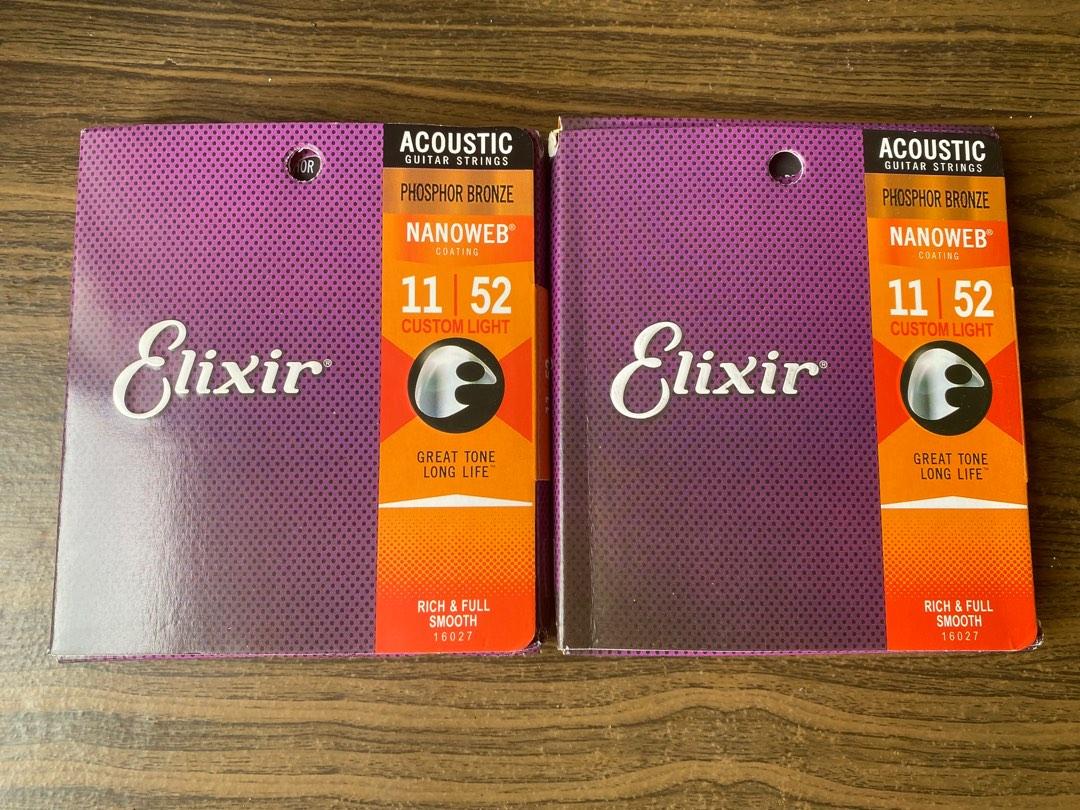 ACOUSTIC
GUITAR STRINGS
PHOSPHOR BRONZE
NANOWEB®
COATING
11 | 52
CUSTOM LIGHT
Elixir®
GREAT TONE
LONG LIFE™
RICH & FULL
SMOOTH
16027
ACOUSTIC
GUITAR STRINGS
PHOSPHOR BRONZE
NANOWEB®
COATING
11 | 52
CUSTOM LIGHT
Elixir®
GREAT TONE
LONG LIFE™
RICH & FULL
SMOOTH
16027